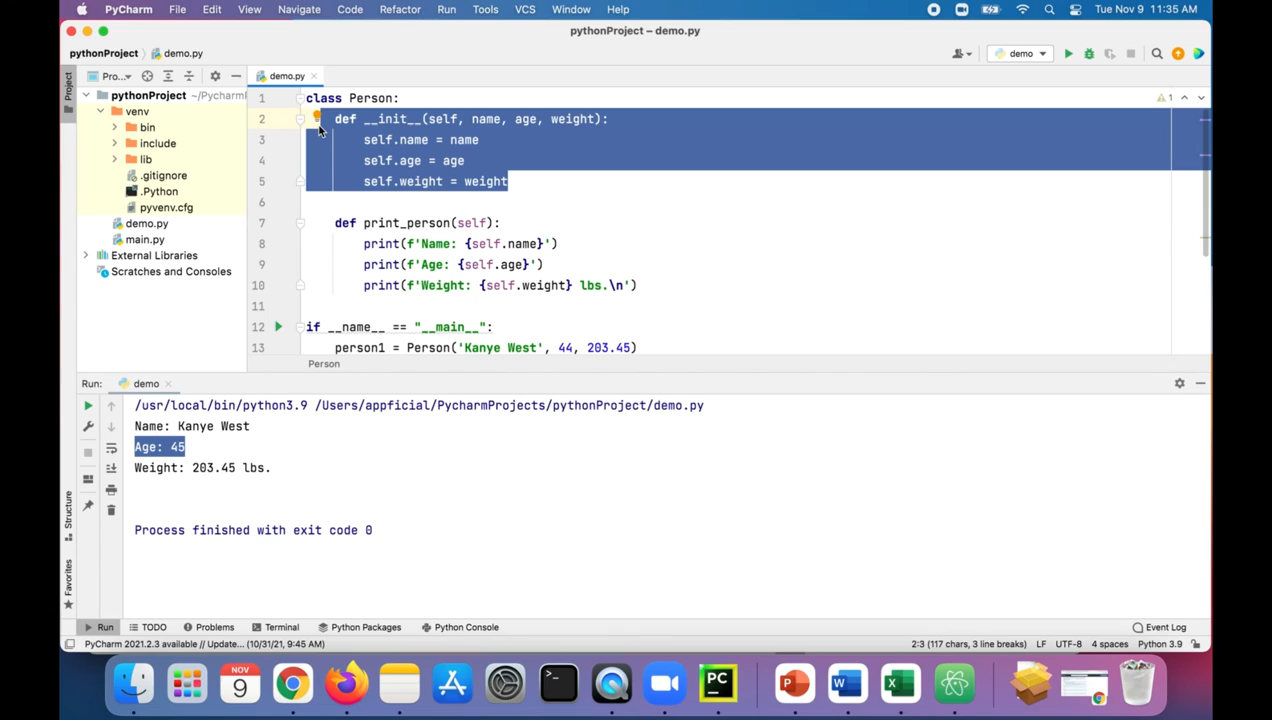 PyCharm File Edit View Navigate Code Refactor Run Tools VCS Window Help Tue Nov 9 11:35 AM
pythonProject – demo.py
pythonProject demo.py demo
Project Pro... demo.py
pythonProject ~/PycharmP
venv
bin
include
lib
.gitignore
.Python
pyvenv.cfg
demo.py
main.py
External Libraries
Scratches and Consoles
1 class Person: 1
2 def __init__(self, name, age, weight):
3 self.name = name
4 self.age = age
5 self.weight = weight
6
7 def print_person(self):
8 print(f'Name: {self.name}')
9 print(f'Age: {self.age}')
10 print(f'Weight: {self.weight} lbs.\n')
11
12 if __name__ == "__main__":
13 person1 = Person('Kanye West', 44, 203.45)
Person
Run: demo
/usr/local/bin/python3.9 /Users/appficial/PycharmProjects/pythonProject/demo.py
Name: Kanye West
Age: 45
Weight: 203.45 lbs.
Process finished with exit code 0
Structure
Favorites
Run TODO Problems Terminal Python Packages Python Console Event Log
PyCharm 2021.2.3 available // Update... (10/31/21, 9:45 AM) 2:3 (117 chars, 3 line breaks) LF UTF-8 4 spaces Python 3.9
NOV
9
>_
PC
P
W
X